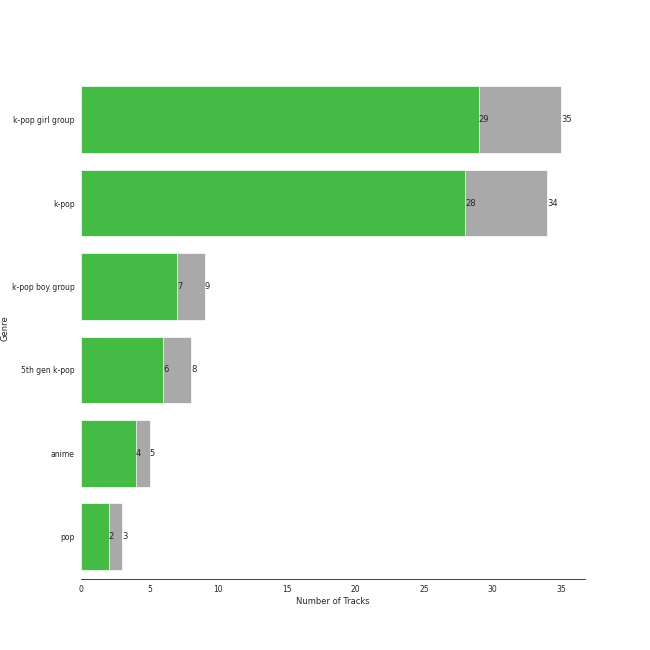 k-pop girl group 29 35
k-pop 28 34
k-pop boy group 7 9
5th gen k-pop 6 8
anime 4 5
pop 2 3
0 5 10 15 20 25 30 35
Number of Tracks
Genre